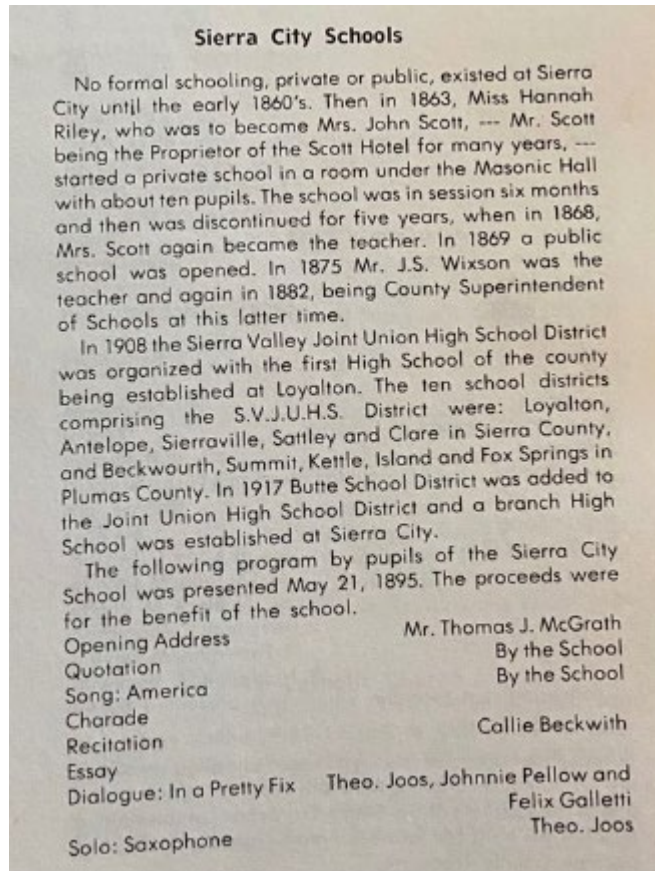 Sierra City Schools
No formal schooling, private or public, existed at Sierra
City until the early 1860's. Then in 1863, Miss Hannah
Riley, who was to become Mrs. John Scott, --- Mr. Scott
being the Proprietor of the Scott Hotel for many years, ---
started a private school in a room under the Masonic Hall
with about ten pupils. The school was in session six months
and then was discontinued for five years, when in 1868,
Mrs. Scott again became the teacher. In 1869 a public
school was opened. In 1875 Mr. J.S. Wixson was the
teacher and again in 1882, being County Superintendent
of Schools at this latter time.
In 1908 the Sierra Valley Joint Union High School District
was organized with the first High School of the county
being established at Loyalton. The ten school districts
comprising the S.V.J.U.H.S. District were: Loyalton,
Antelope, Sierraville, Sattley and Clare in Sierra County,
and Beckwourth, Summit, Kettle, Island and Fox Springs in
Plumas County. In 1917 Butte School District was added to
the Joint Union High School District and a branch High
School was established at Sierra City.
The following program by pupils of the Sierra City
School was presented May 21, 1895. The proceeds were
for the benefit of the school.
Opening Address Mr. Thomas J. McGrath
Quotation By the School
Song: America By the School
Charade
Recitation Callie Beckwith
Essay
Dialogue: In a Pretty Fix Theo. Joos, Johnnie Pellow and
Felix Galletti
Solo: Saxophone Theo. Joos